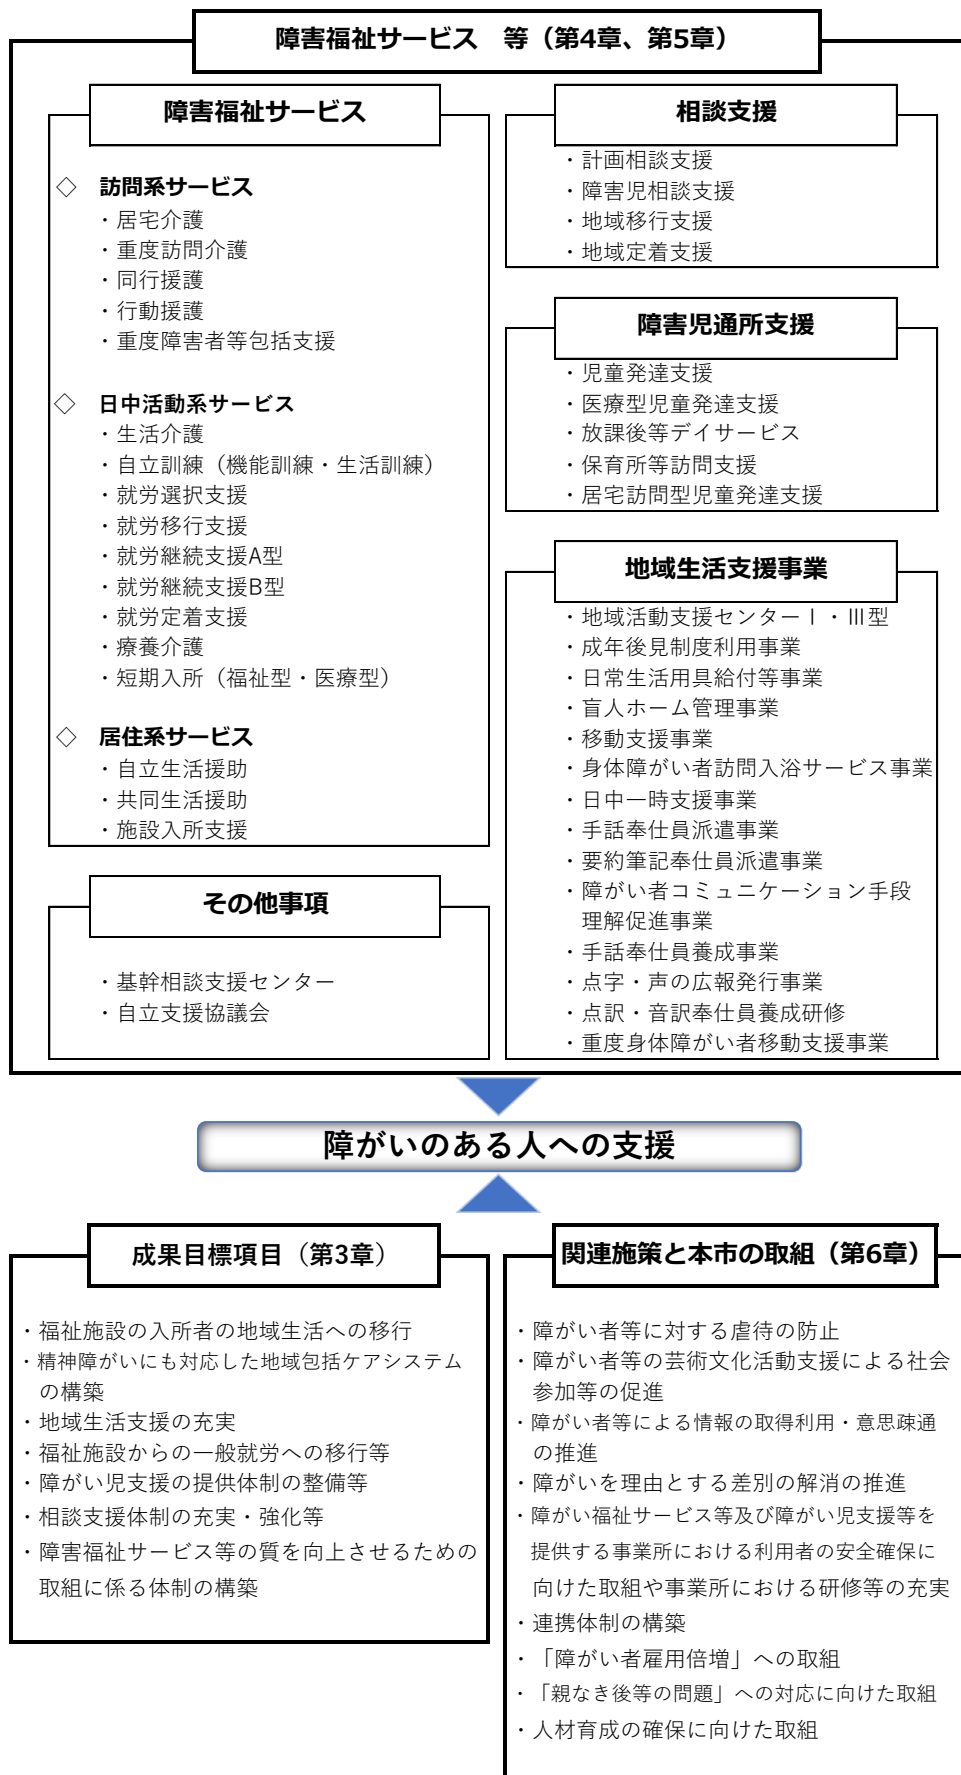 障害福祉サービス　等（第4章、第5章）
障害福祉サービス
◇　訪問系サービス
・居宅介護
・重度訪問介護
・同行援護
・行動援護
・重度障害者等包括支援
◇　日中活動系サービス
・生活介護
・自立訓練（機能訓練・生活訓練）
・就労選択支援
・就労移行支援
・就労継続支援A型
・就労継続支援B型
・就労定着支援
・療養介護
・短期入所（福祉型・医療型）
◇　居住系サービス
・自立生活援助
・共同生活援助
・施設入所支援
その他事項
・基幹相談支援センター
・自立支援協議会
相談支援
・計画相談支援
・障害児相談支援
・地域移行支援
・地域定着支援
障害児通所支援
・児童発達支援
・医療型児童発達支援
・放課後等デイサービス
・保育所等訪問支援
・居宅訪問型児童発達支援
地域生活支援事業
・地域活動支援センターⅠ・Ⅲ型
・成年後見制度利用事業
・日常生活用具給付等事業
・盲人ホーム管理事業
・移動支援事業
・身体障がい者訪問入浴サービス事業
・日中一時支援事業
・手話奉仕員派遣事業
・要約筆記奉仕員派遣事業
・障がい者コミュニケーション手段
理解促進事業
・手話奉仕員養成事業
・点字・声の広報発行事業
・点訳・音訳奉仕員養成研修
・重度身体障がい者移動支援事業
障がいのある人への支援
成果目標項目（第3章）
・福祉施設の入所者の地域生活への移行
・精神障がいにも対応した地域包括ケアシステム
の構築
・地域生活支援の充実
・福祉施設からの一般就労への移行等
・障がい児支援の提供体制の整備等
・相談支援体制の充実・強化等
・障害福祉サービス等の質を向上させるための
取組に係る体制の構築
関連施策と本市の取組（第6章）
・障がい者等に対する虐待の防止
・障がい者等の芸術文化活動支援による社会
参加等の促進
・障がい者等による情報の取得利用・意思疎通
の推進
・障がいを理由とする差別の解消の推進
・障がい福祉サービス等及び障がい児支援等を
提供する事業所における利用者の安全確保に
向けた取組や事業所における研修等の充実
・連携体制の構築
・「障がい者雇用倍増」への取組
・「親なき後等の問題」への対応に向けた取組
・人材育成の確保に向けた取組